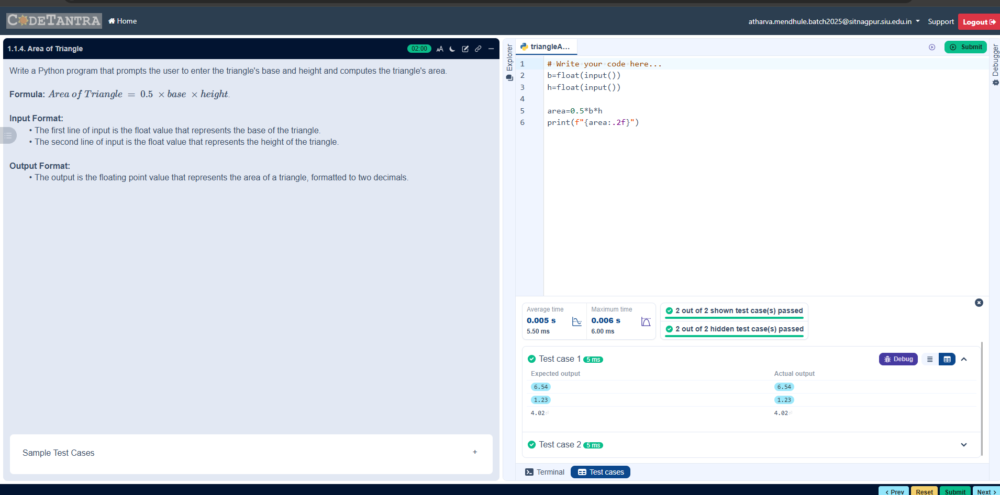 CODETANTRA Home
atharva.mendhule.batch2025@sitnagpur.siu.edu.in Support Logout
1.1.4. Area of Triangle 02:00 AA
Write a Python program that prompts the user to enter the triangle's base and height and computes the triangle's area.
Formula: Area of Triangle = 0.5 × base × height.
Input Format:
• The first line of input is the float value that represents the base of the triangle.
• The second line of input is the float value that represents the height of the triangle.
Output Format:
• The output is the floating point value that represents the area of a triangle, formatted to two decimals.
Sample Test Cases +
Explorer
triangleA...
Submit
Debugger
1 # Write your code here...
2 b=float(input())
3 h=float(input())
4
5 area=0.5*b*h
6 print(f"{area:.2f}")
Average time
0.005 s
5.50 ms
Maximum time
0.006 s
6.00 ms
2 out of 2 shown test case(s) passed
2 out of 2 hidden test case(s) passed
Test case 1 5 ms
Debug
Expected output Actual output
6.54 6.54
1.23 1.23
4.02 4.02
Test case 2 5 ms
Terminal Test cases
< Prev Reset Submit Next >